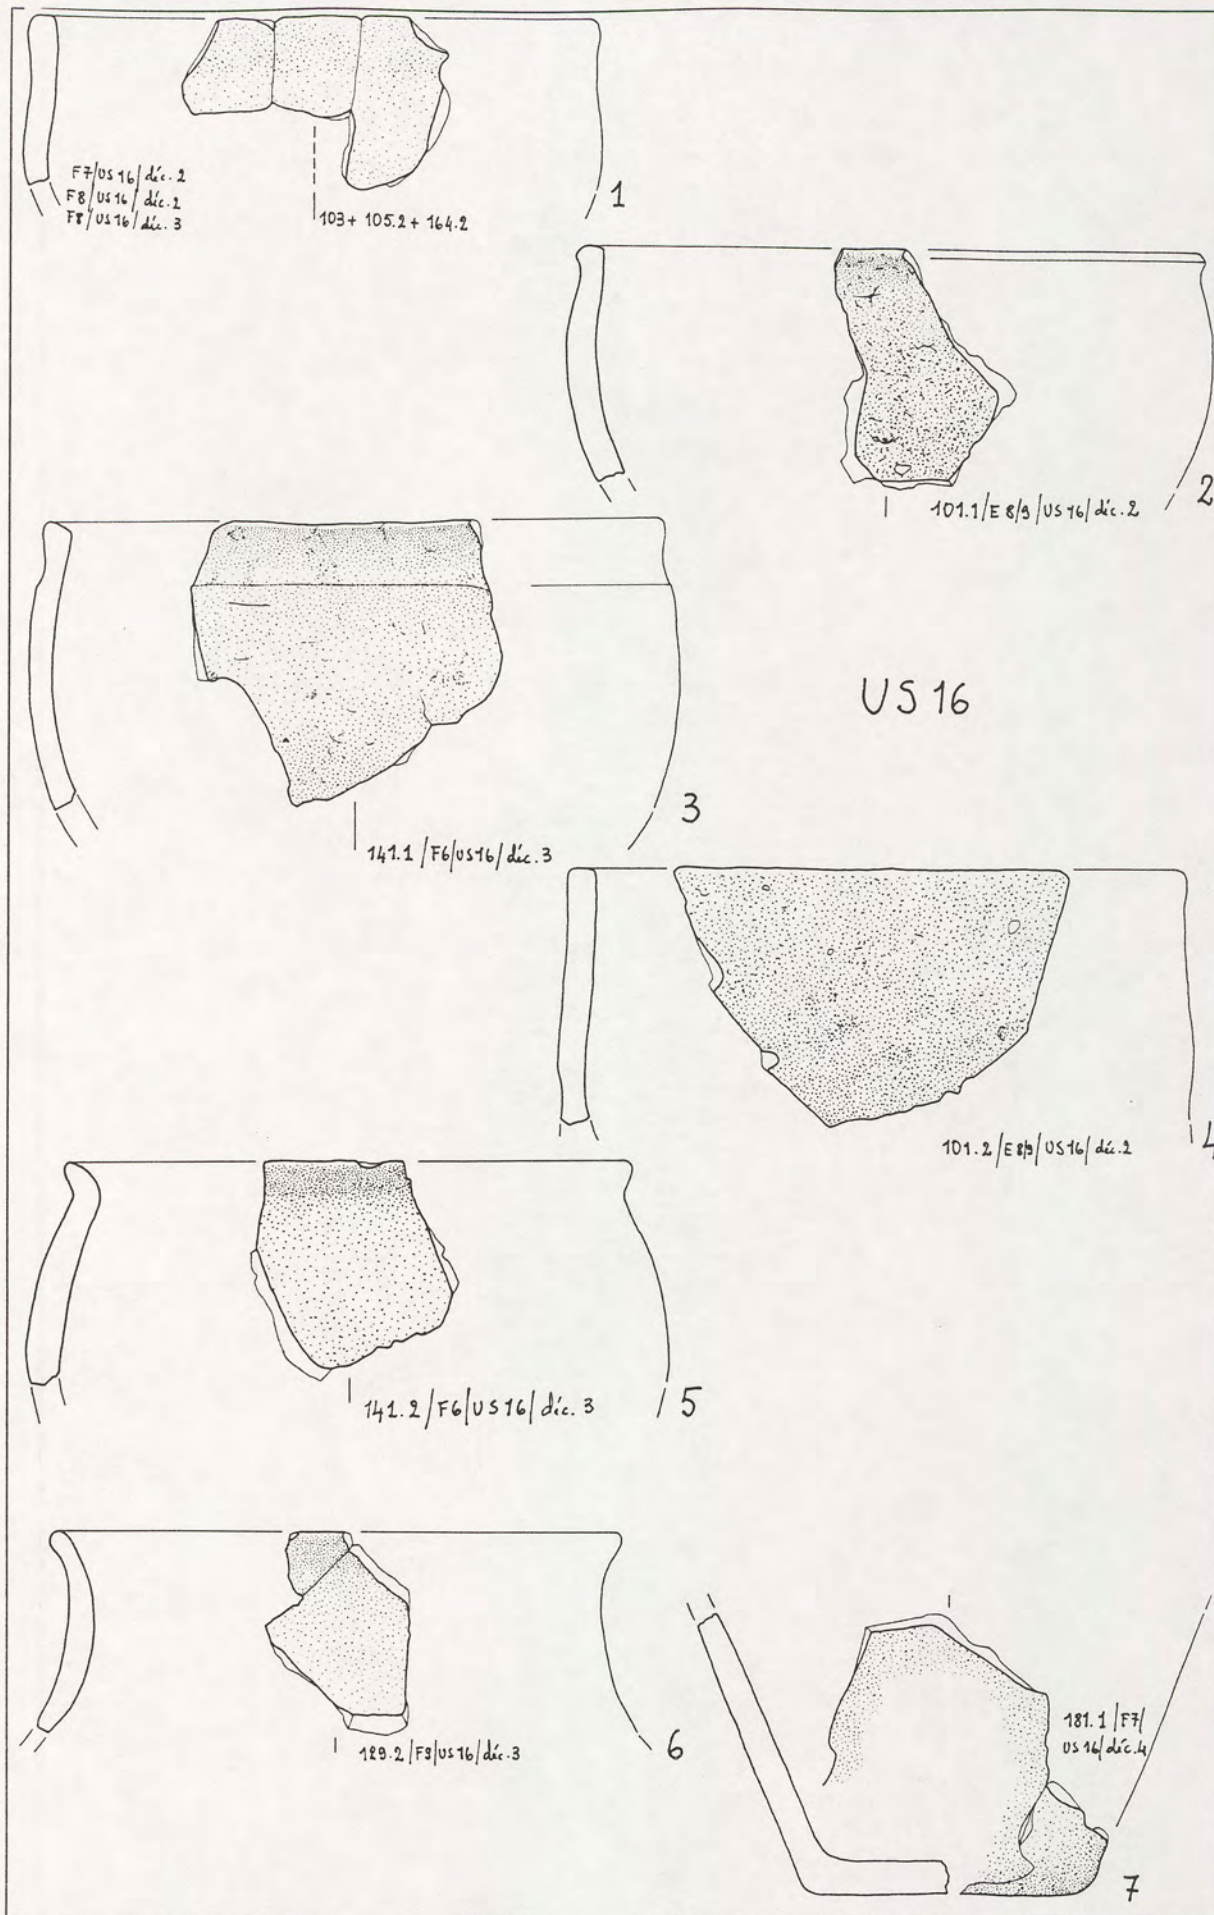 F7/US16/déc.2
F8/US16/déc.2
F8/US16/déc.3
103+105.2+164.2
1
101.1/E8/9/US16/déc.2
2
US16
141.1/F6/US16/déc.3
3
101.2/E8/9/US16/déc.2
4
141.2/F6/US16/déc.3
5
129.2/F9/US16/déc.3
6
181.1/F7/
US16/déc.4
7